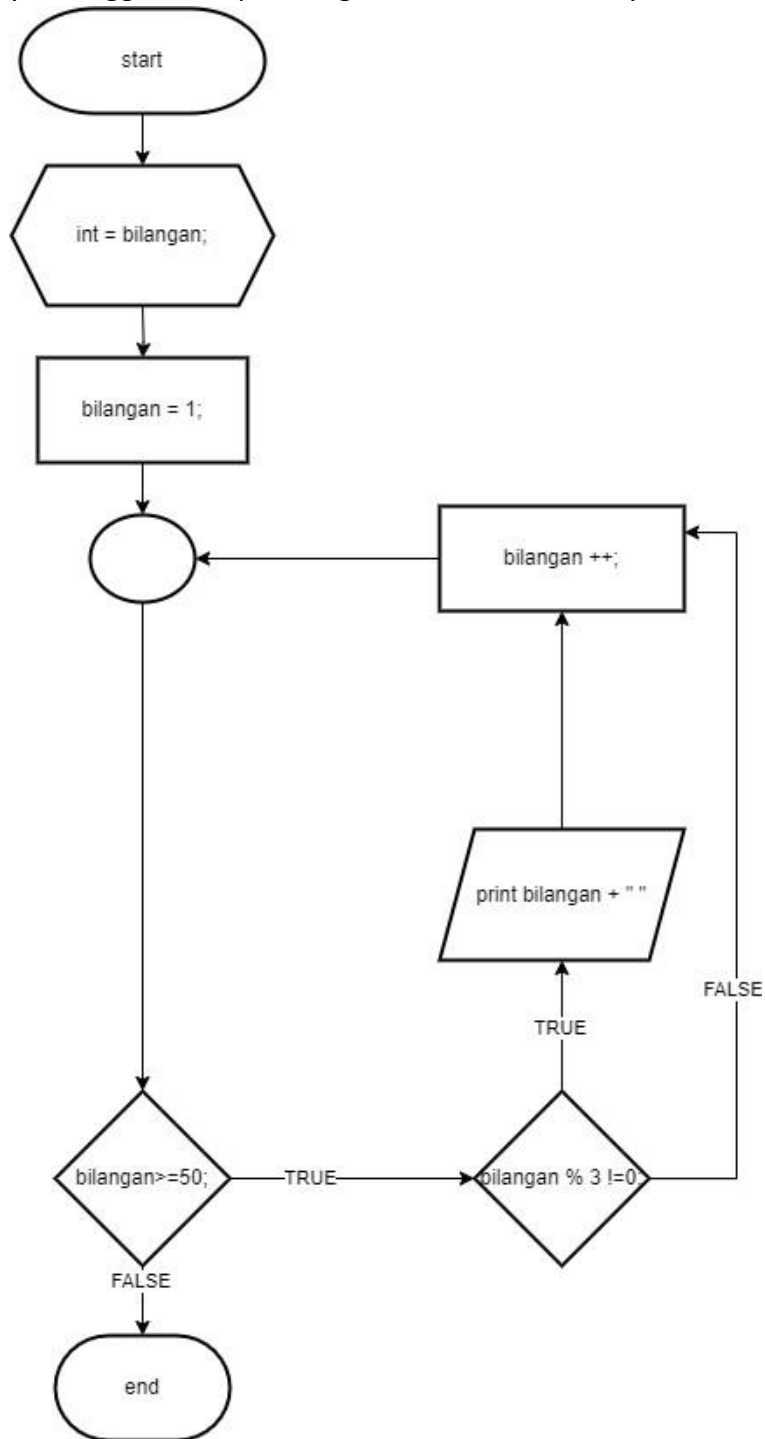 start
int = bilangan;
bilangan = 1;
bilangan ++;
print bilangan + " "
FALSE
TRUE
bilangan>=50;
TRUE
bilangan % 3 !=0;
FALSE
end